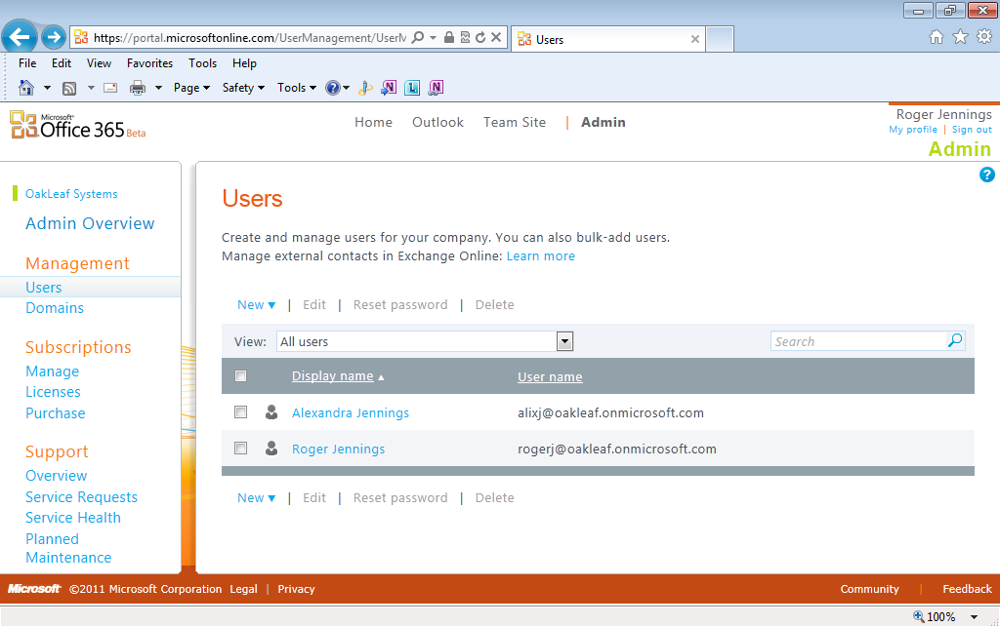 https://portal.microsoftonline.com/UserManagement/UserM
Users
File Edit View Favorites Tools Help
Page Safety Tools
Microsoft®
Office 365 Beta
Home Outlook Team Site | Admin
Roger Jennings
My profile | Sign out
Admin
OakLeaf Systems
Admin Overview
Management
Users
Domains
Subscriptions
Manage
Licenses
Purchase
Support
Overview
Service Requests
Service Health
Planned
Maintenance
Users
Create and manage users for your company. You can also bulk-add users.
Manage external contacts in Exchange Online: Learn more
New ▼ | Edit | Reset password | Delete
View: All users Search
Display name ▲ User name
Alexandra Jennings alixj@oakleaf.onmicrosoft.com
Roger Jennings rogerj@oakleaf.onmicrosoft.com
New ▼ | Edit | Reset password | Delete
Microsoft ©2011 Microsoft Corporation Legal | Privacy Community | Feedback
100%